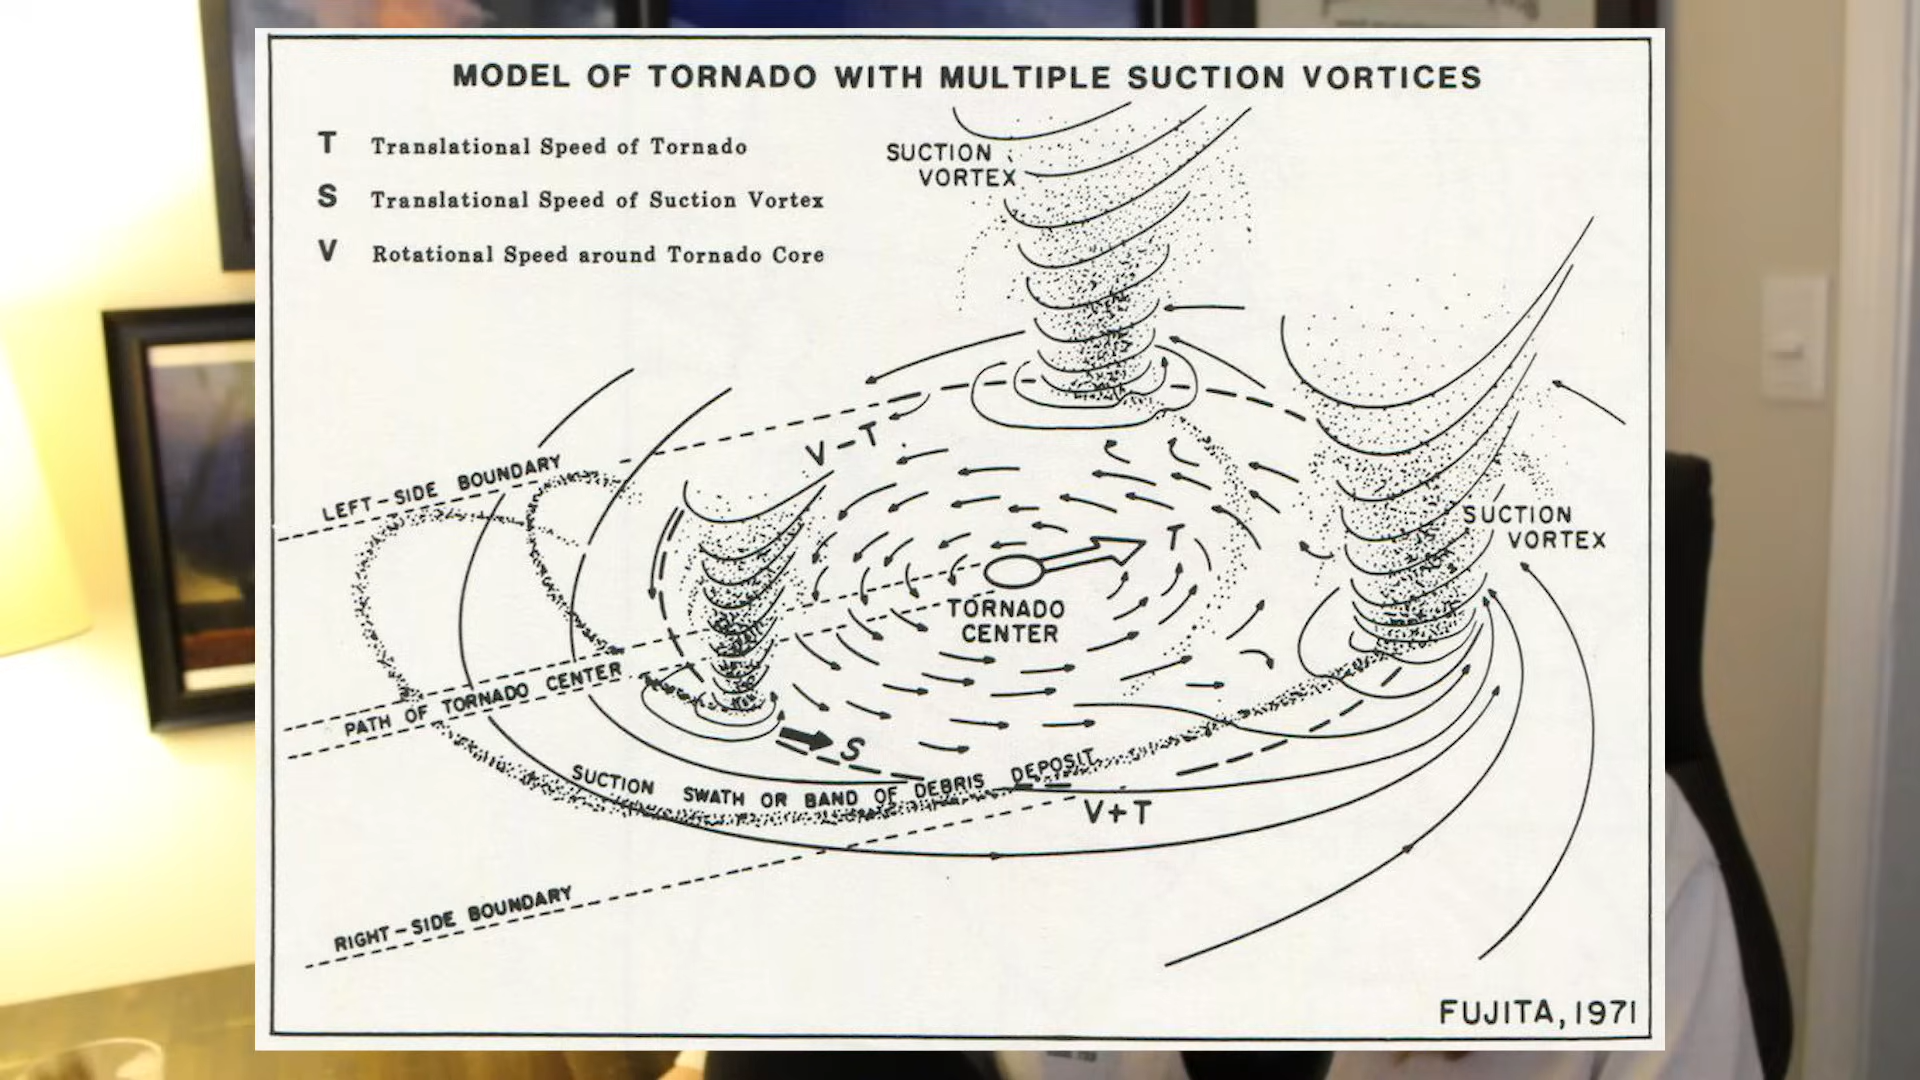 MODEL OF TORNADO WITH MULTIPLE SUCTION VORTICES
T Translational Speed of Tornado
S Translational Speed of Suction Vortex
V Rotational Speed around Tornado Core
SUCTION
VORTEX
V-T
LEFT-SIDE BOUNDARY
SUCTION
VORTEX
T
TORNADO
CENTER
PATH OF TORNADO CENTER
S
SUCTION SWATH OR BAND OF DEBRIS DEPOSIT
V+T
RIGHT-SIDE BOUNDARY
FUJITA, 1971